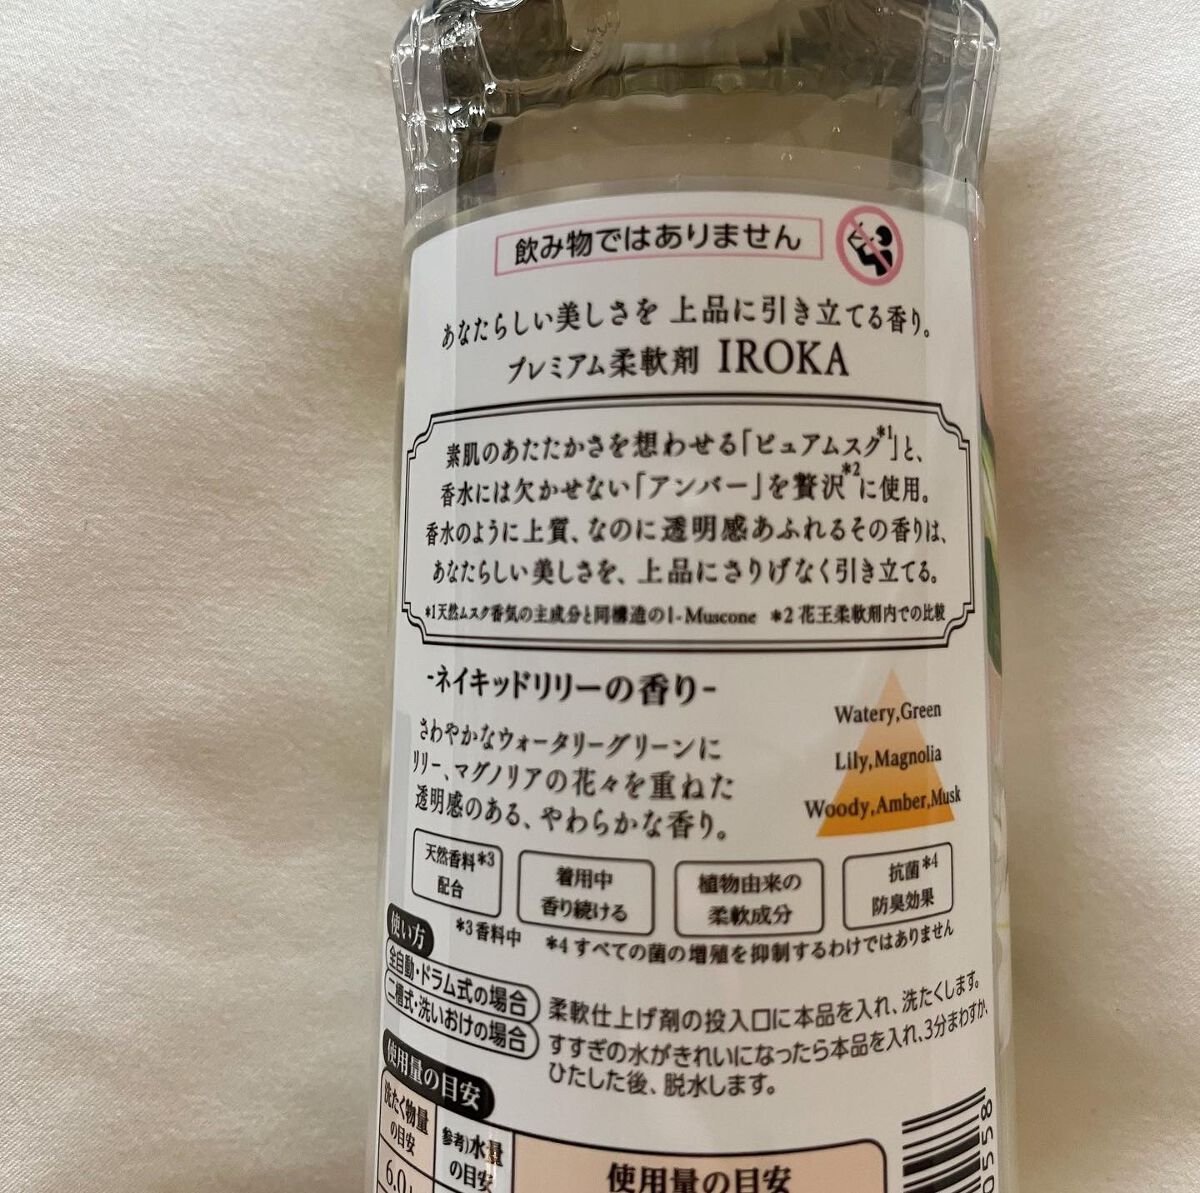 飲み物ではありません
あなたらしい美しさを 上品に引き立てる香り。
プレミアム柔軟剤 IROKA
素肌のあたたかさを想わせる「ピュアムスク*1」と、
香水には欠かせない「アンバー」を贅沢*2に使用。
香水のように上質、なのに透明感あふれるその香りは、
あなたらしい美しさを、上品にさりげなく引き立てる。
*1天然ムスク香気の主成分と同構造のl-Muscone *2 花王柔軟剤内での比較
-ネイキッドリリーの香り-
さわやかなウォータリーグリーンに
リリー、マグノリアの花々を重ねた
透明感のある、やわらかな香り。
Watery,Green
Lily,Magnolia
Woody,Amber,Musk
天然香料*3
配合
着用中
香り続ける
植物由来の
柔軟成分
抗菌*4
防臭効果
*3香料中 *4 すべての菌の増殖を抑制するわけではありません
使い方
全自動・ドラム式の場合
柔軟仕上げ剤の投入口に本品を入れ、洗たくします。
二槽式・洗いおけの場合
すすぎの水がきれいになったら本品を入れ、3分まわすか、
ひたした後、脱水します。
使用量の目安
洗たく物量
の目安
参考)水量
の目安
使用量の目安
6.0